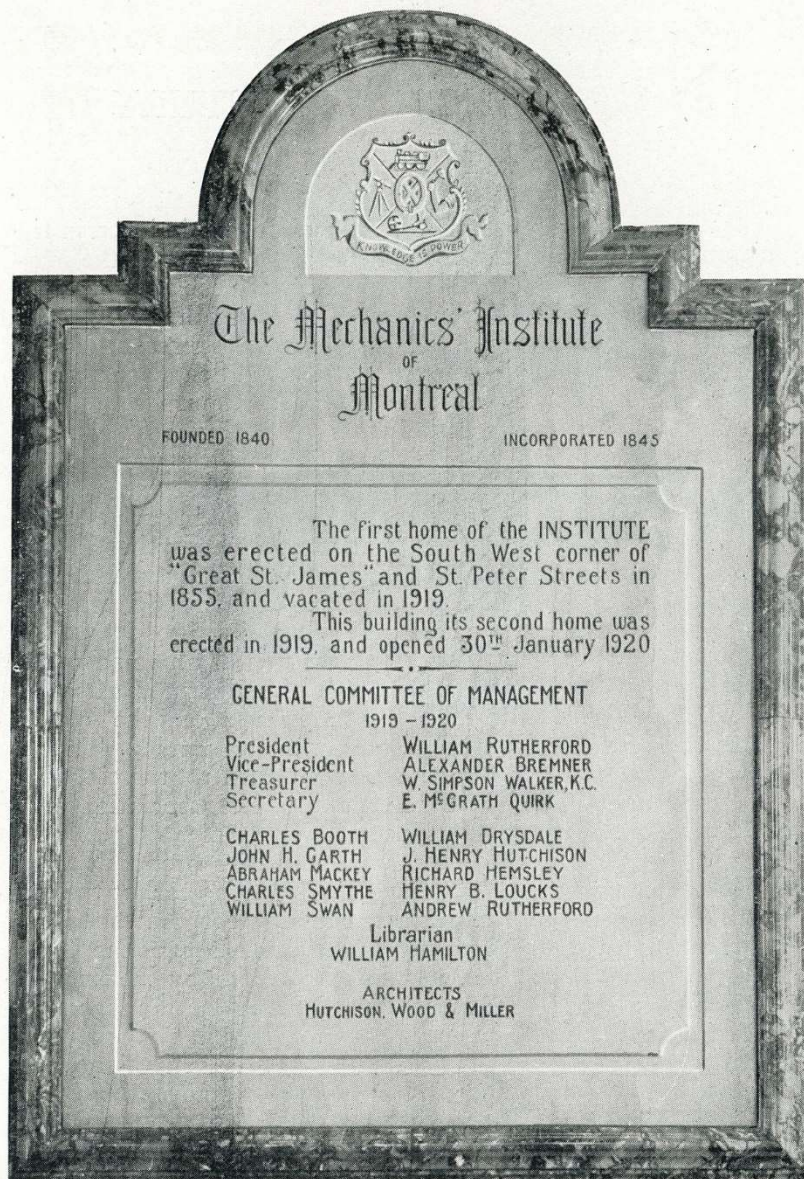 KNOWLEDGE IS POWER
The Mechanics' Institute
OF
Montreal
FOUNDED 1840 INCORPORATED 1845
The first home of the INSTITUTE
was erected on the South West corner of
"Great St. James" and St. Peter Streets in
1855, and vacated in 1919.
This building its second home was
erected in 1919, and opened 30TH January 1920
GENERAL COMMITTEE OF MANAGEMENT
1919 - 1920
President WILLIAM RUTHERFORD
Vice-President ALEXANDER BREMNER
Treasurer W. SIMPSON WALKER, K.C.
Secretary E. McGRATH QUIRK
CHARLES BOOTH WILLIAM DRYSDALE
JOHN H. GARTH J. HENRY HUTCHISON
ABRAHAM MACKEY RICHARD HEMSLEY
CHARLES SMYTHE HENRY B. LOUCKS
WILLIAM SWAN ANDREW RUTHERFORD
Librarian
WILLIAM HAMILTON
ARCHITECTS
HUTCHISON, WOOD & MILLER